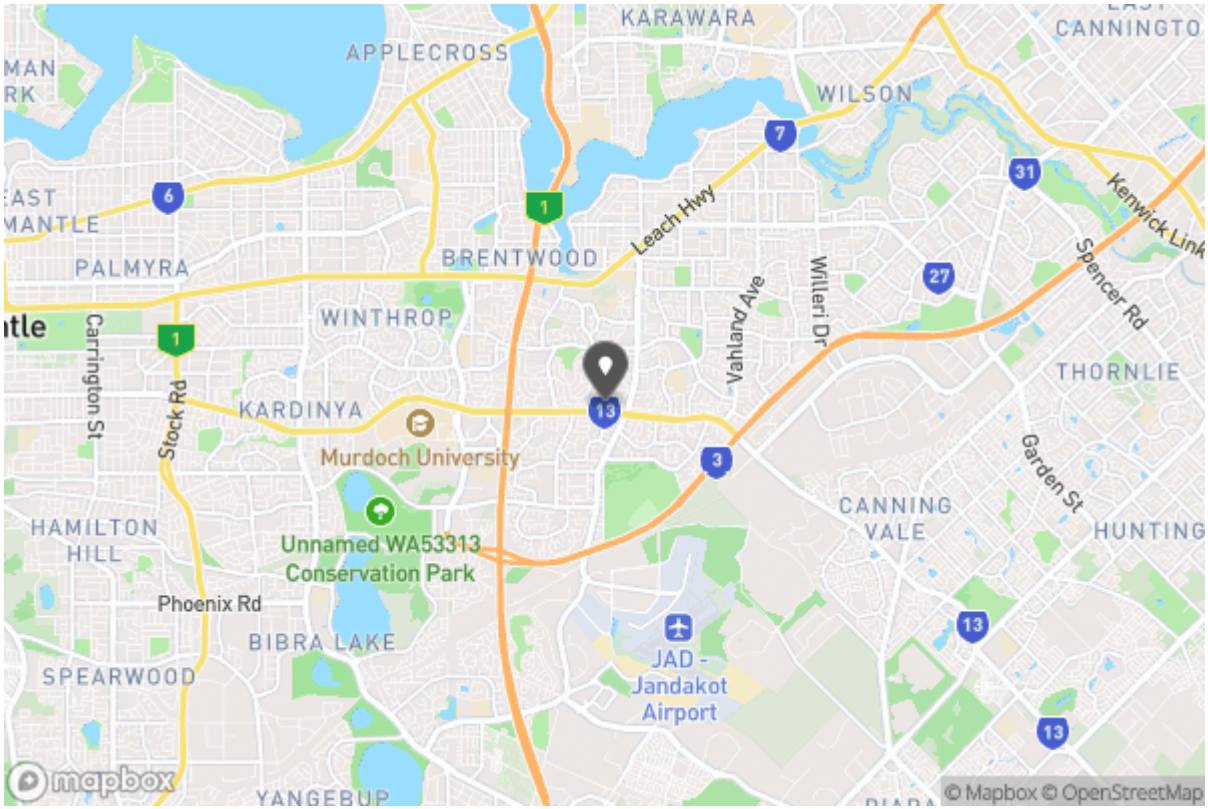 KARAWARA
EAST
CANNINGTO
APPLECROSS
MAN
RK
WILSON
7
6
31
EAST
MANTLE
1
Leach Hwy
Kenwick Link
BRENTWOOD
PALMYRA
27
Spencer Rd
Willeri Dr
Vahland Ave
WINTHROP
ntle
Carrington St
1
THORNLIE
KARDINYA
13
Stock Rd
Murdoch University
3
Garden St
CANNING
VALE
HAMILTON
HILL
HUNTING
Unnamed WA53313
Conservation Park
Phoenix Rd
BIBRA LAKE
13
JAD -
Jandakot
Airport
SPEARWOOD
13
mapbox
YANGEBUP
© Mapbox © OpenStreetMap